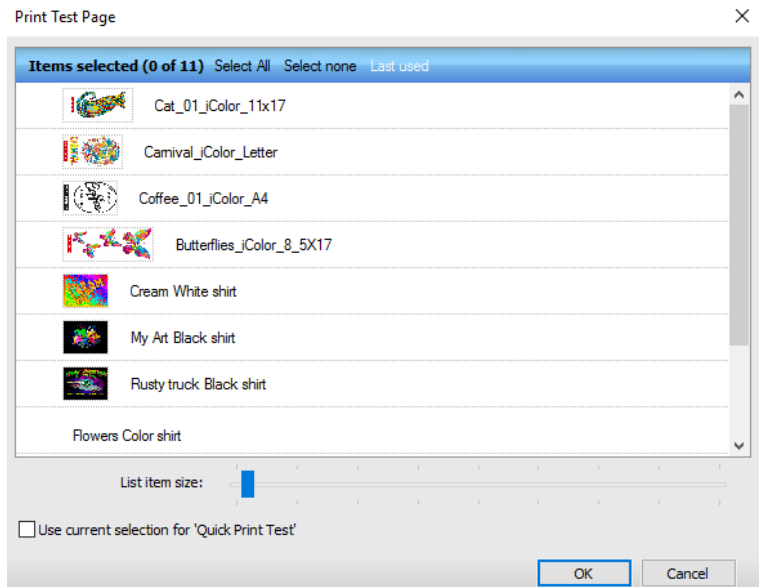 Print Test Page
Items selected (0 of 11) Select All Select none Last used
Cat_01_iColor_11x17
Carnival_iColor_Letter
Coffee_01_iColor_A4
Butterflies_iColor_8_5X17
Cream White shirt
My Art Black shirt
Rusty truck Black shirt
Flowers Color shirt
List item size:
Use current selection for 'Quick Print Test'
OK Cancel